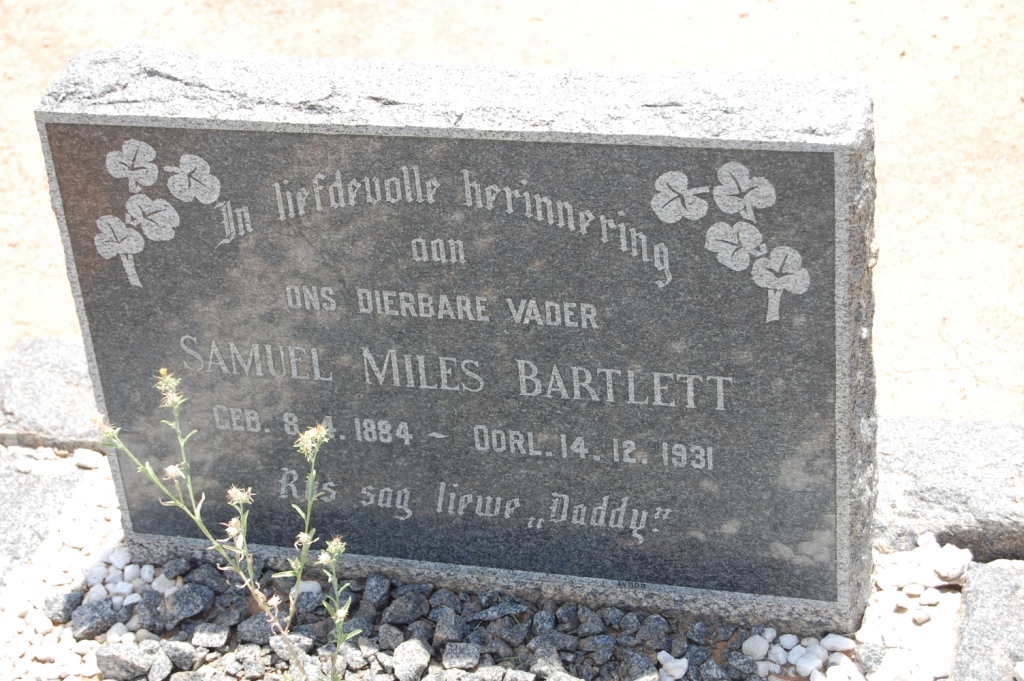 In liefdevolle herinnering
aan
ONS DIERBARE VADER
SAMUEL MILES BARTLETT
GEB. 8. 4. 1884 ~ OORL. 14. 12. 1931
Rus sag liewe „Daddy”